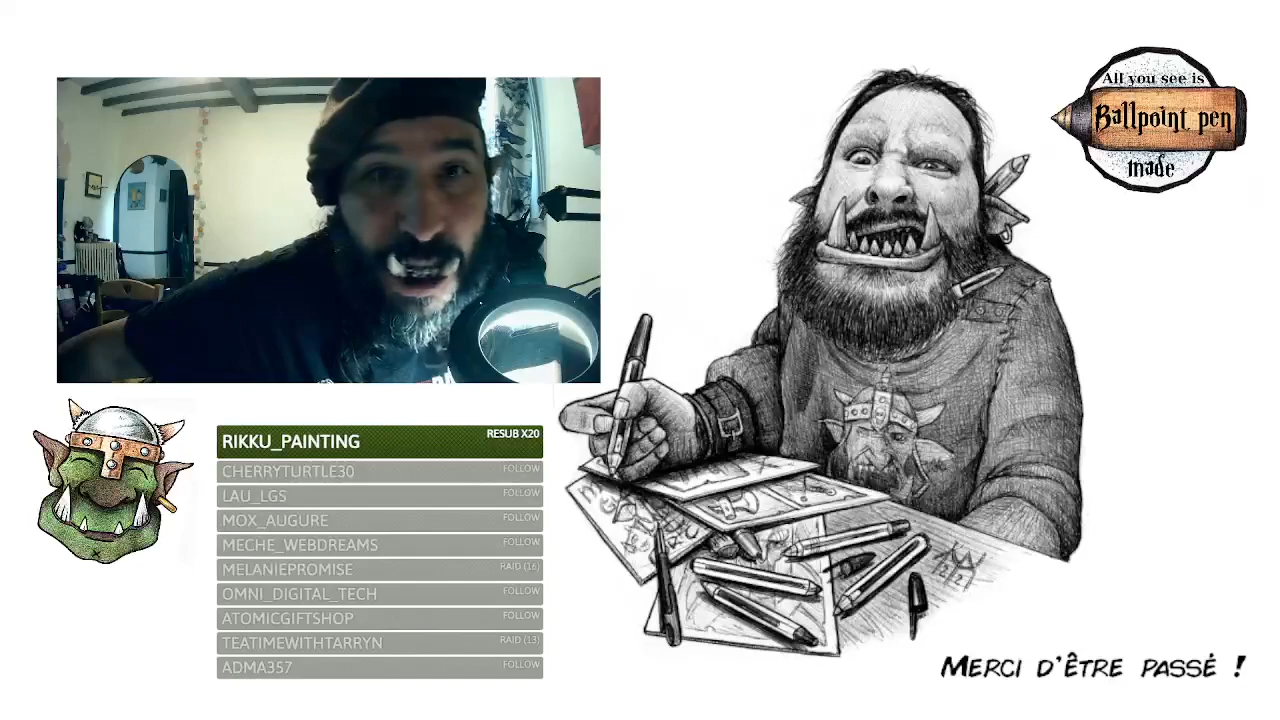 All you see is
Ballpoint pen
made
RIKKU_PAINTING RESUB X20
CHERRYTURTLE30 FOLLOW
LAU_LGS FOLLOW
MOX_AUGURE FOLLOW
MECHE_WEBDREAMS FOLLOW
MELANIEPROMISE RAID (16)
OMNI_DIGITAL_TECH FOLLOW
ATOMICGIFTSHOP FOLLOW
TEATIMEWITHTARRYN RAID (13)
ADMA357 FOLLOW
MERCI D'ÊTRE PASSÉ !